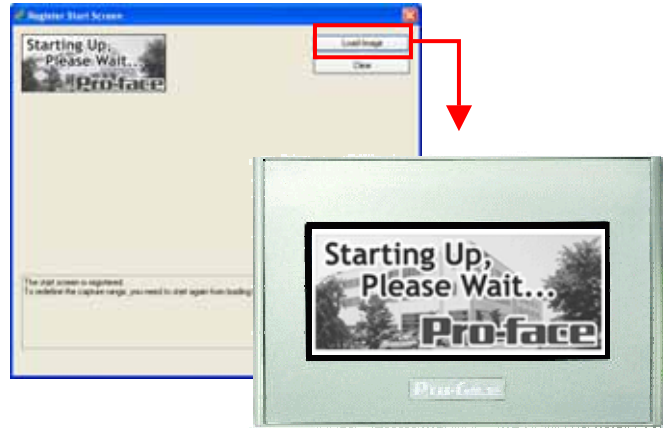 Register Start Screen
Starting Up,
Please Wait...
Pro-face
Load Image
Clear
The start screen is registered.
To redefine the capture range, you need to start again from loading
Starting Up,
Please Wait...
Pro-face
Pro-face